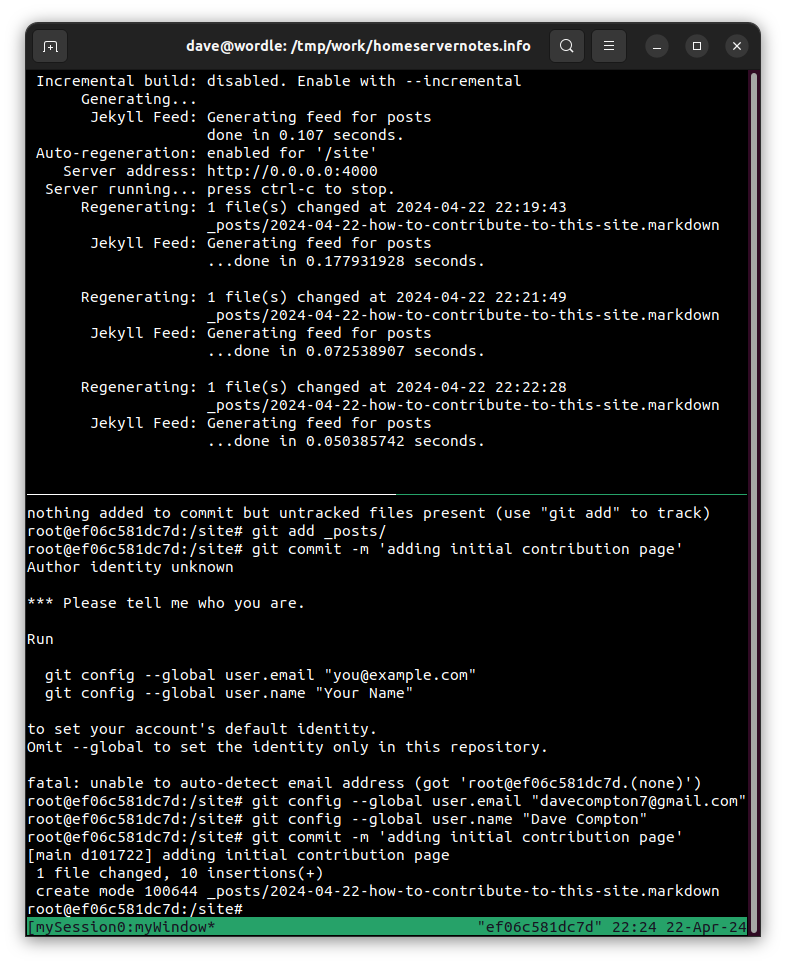 dave@wordle: /tmp/work/homeservernotes.info
Incremental build: disabled. Enable with --incremental
Generating...
Jekyll Feed: Generating feed for posts
done in 0.107 seconds.
Auto-regeneration: enabled for '/site'
Server address: http://0.0.0.0:4000
Server running... press ctrl-c to stop.
Regenerating: 1 file(s) changed at 2024-04-22 22:19:43
_posts/2024-04-22-how-to-contribute-to-this-site.markdown
Jekyll Feed: Generating feed for posts
...done in 0.177931928 seconds.
Regenerating: 1 file(s) changed at 2024-04-22 22:21:49
_posts/2024-04-22-how-to-contribute-to-this-site.markdown
Jekyll Feed: Generating feed for posts
...done in 0.072538907 seconds.
Regenerating: 1 file(s) changed at 2024-04-22 22:22:28
_posts/2024-04-22-how-to-contribute-to-this-site.markdown
Jekyll Feed: Generating feed for posts
...done in 0.050385742 seconds.
nothing added to commit but untracked files present (use "git add" to track)
root@ef06c581dc7d:/site# git add _posts/
root@ef06c581dc7d:/site# git commit -m 'adding initial contribution page'
Author identity unknown
*** Please tell me who you are.
Run
git config --global user.email "you@example.com"
git config --global user.name "Your Name"
to set your account's default identity.
Omit --global to set the identity only in this repository.
fatal: unable to auto-detect email address (got 'root@ef06c581dc7d.(none)')
root@ef06c581dc7d:/site# git config --global user.email "davecompton7@gmail.com"
root@ef06c581dc7d:/site# git config --global user.name "Dave Compton"
root@ef06c581dc7d:/site# git commit -m 'adding initial contribution page'
[main d101722] adding initial contribution page
1 file changed, 10 insertions(+)
create mode 100644 _posts/2024-04-22-how-to-contribute-to-this-site.markdown
root@ef06c581dc7d:/site#
[mySession0:myWindow* "ef06c581dc7d" 22:24 22-Apr-24